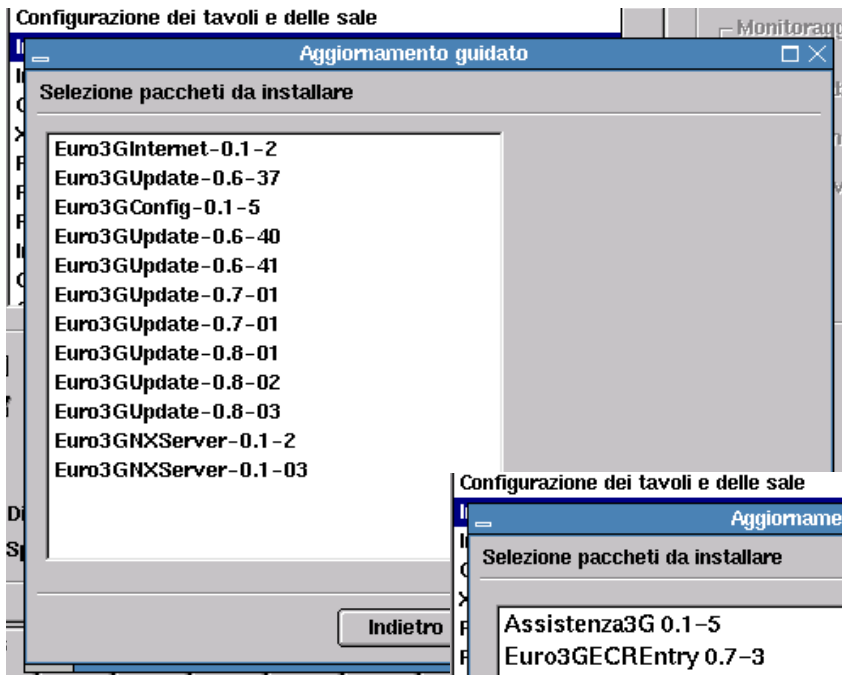 Configurazione dei tavoli e delle sale
Monitoragg
Aggiornamento guidato
Selezione paccheti da installare
Euro3GInternet-0.1-2
Euro3GUpdate-0.6-37
Euro3GConfig-0.1-5
Euro3GUpdate-0.6-40
Euro3GUpdate-0.6-41
Euro3GUpdate-0.7-01
Euro3GUpdate-0.7-01
Euro3GUpdate-0.8-01
Euro3GUpdate-0.8-02
Euro3GUpdate-0.8-03
Euro3GNXServer-0.1-2
Euro3GNXServer-0.1-03
Di
Sp
Indietro
Configurazione dei tavoli e delle sale
Aggiorname
Selezione paccheti da installare
Assistenza3G 0.1-5
Euro3GECREntry 0.7-3